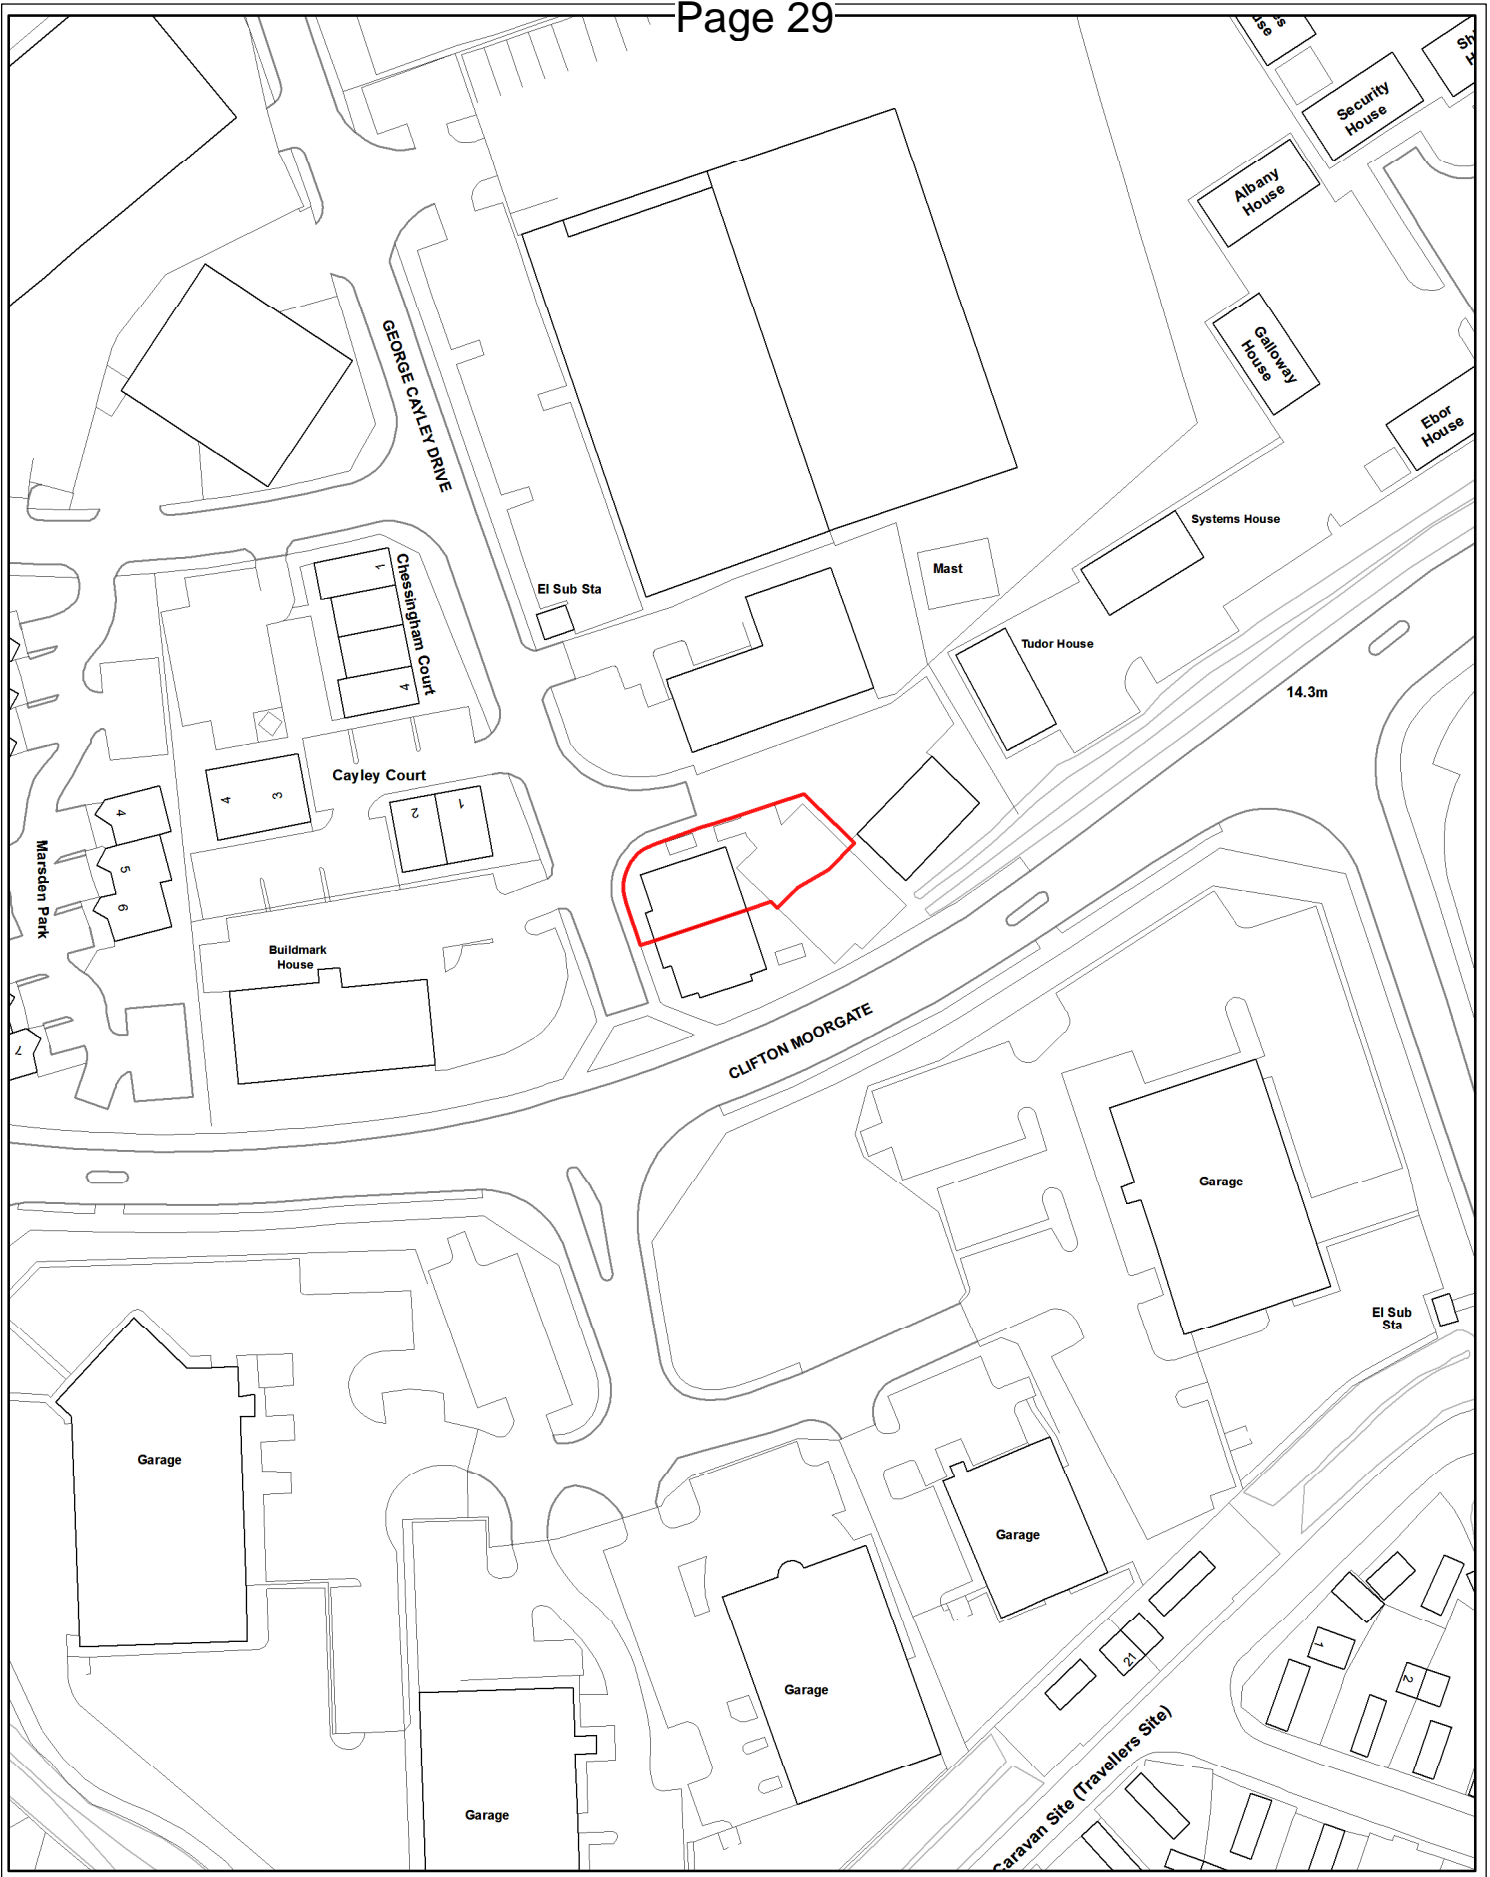 Page 29
Security
House
Albany
House
Galloway
House
Ebor
House
GEORGE CAYLEY DRIVE
Systems House
1
Chessingham Court
4
El Sub Sta
Mast
Tudor House
14.3m
Cayley Court
4
3
2
1
4
5
6
Marsden Park
Buildmark
House
7
CLIFTON MOORGATE
Garage
El Sub
Sta
Garage
Garage
21
1
2
Garage
Garage
Caravan Site (Travellers Site)